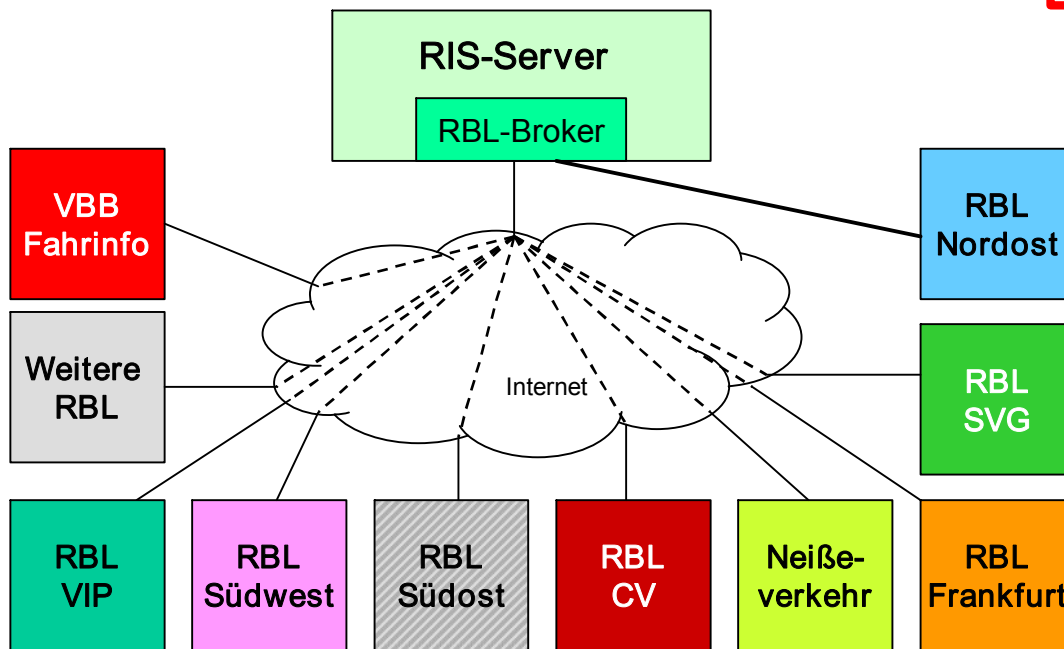 RIS-Server
RBL-Broker
VBB
Fahrinfo
RBL
Nordost
Weitere
RBL
Internet
RBL
SVG
RBL
VIP
RBL
Südwest
RBL
Südost
RBL
CV
Neiße-
verkehr
RBL
Frankfurt